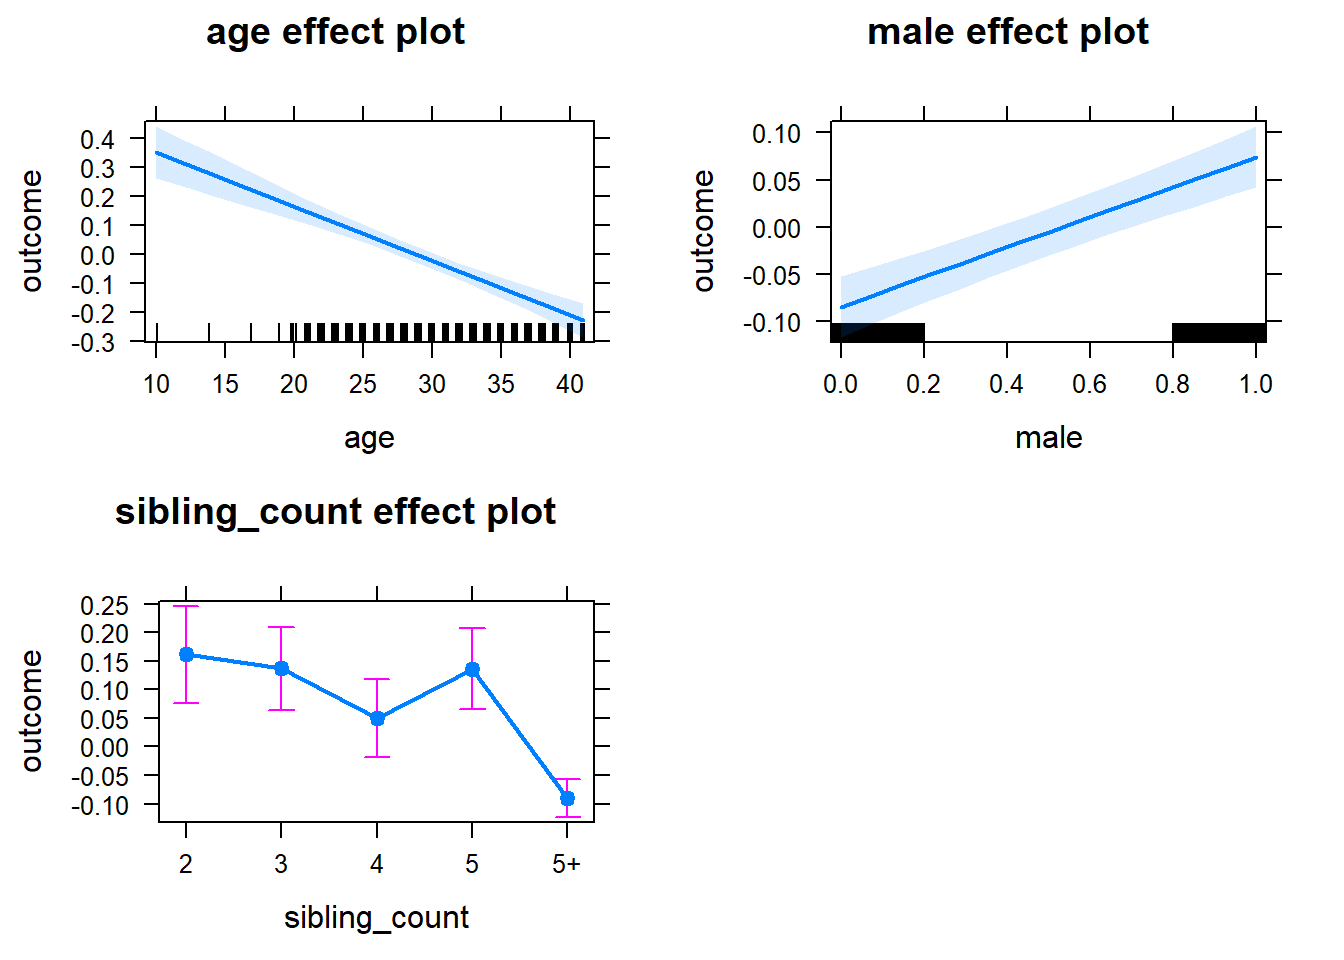 age effect plot
outcome
0.4
0.3
0.2
0.1
0.0
-0.1
-0.2
-0.3
10 15 20 25 30 35 40
age
male effect plot
outcome
0.10
0.05
0.00
-0.05
-0.10
0.0 0.2 0.4 0.6 0.8 1.0
male
sibling_count effect plot
outcome
0.25
0.20
0.15
0.10
0.05
0.00
-0.05
-0.10
2 3 4 5 5+
sibling_count